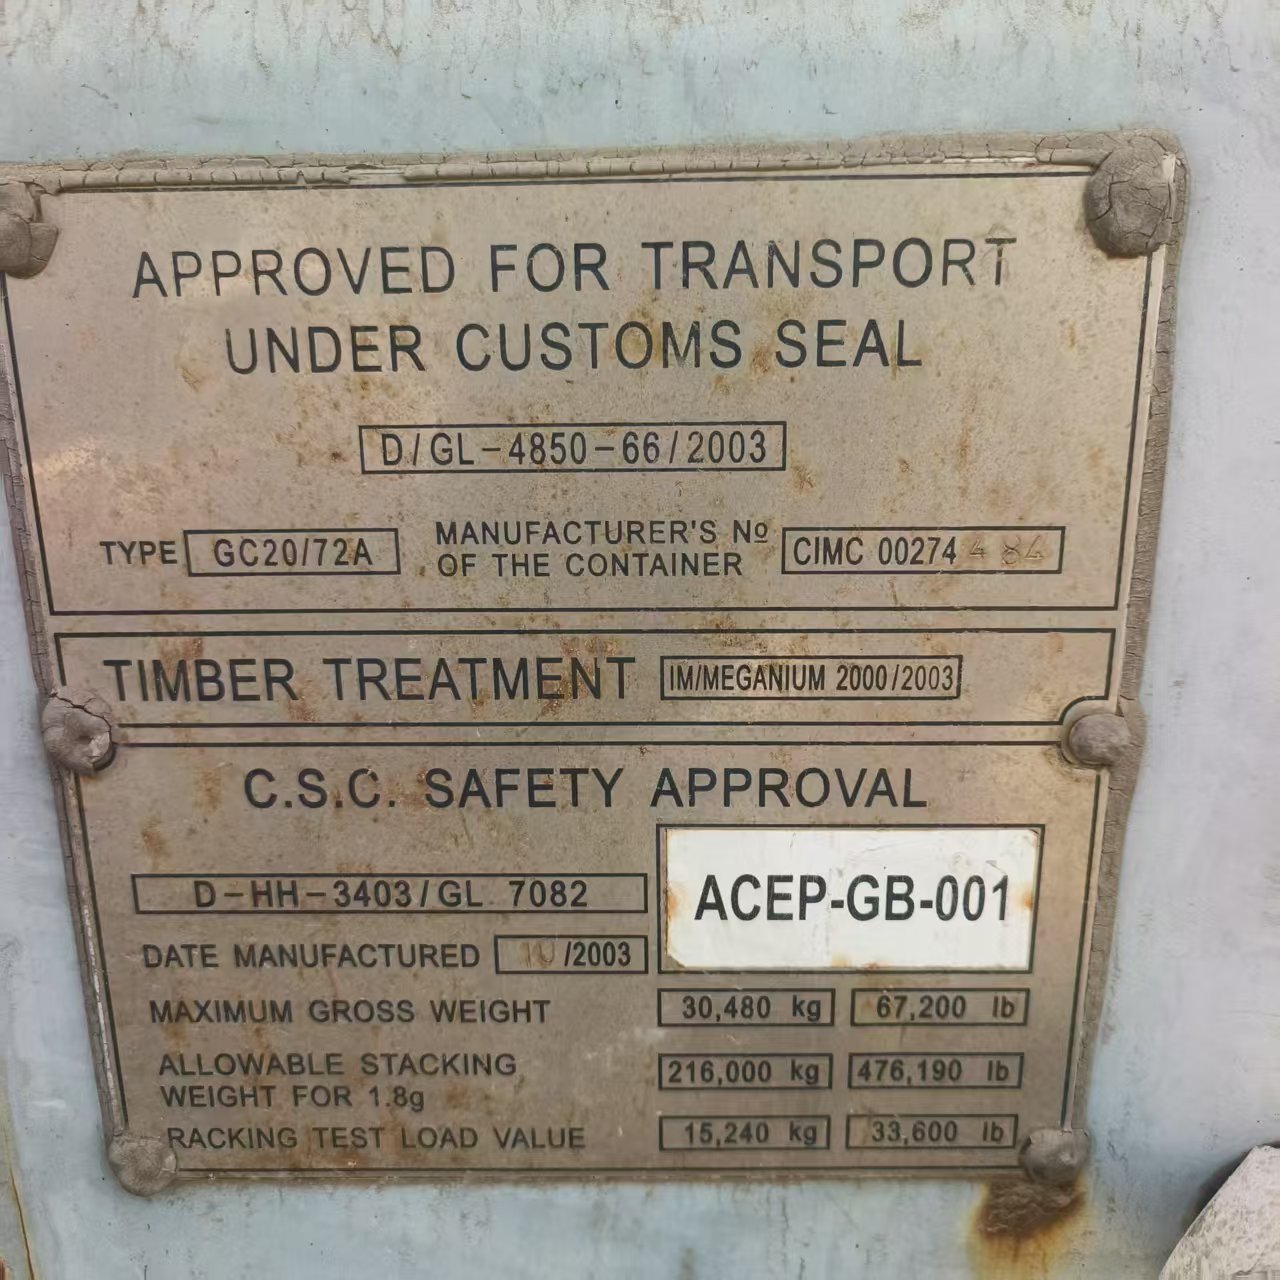 APPROVED FOR TRANSPORT
UNDER CUSTOMS SEAL
D/GL-4850-66/2003
TYPE GC20/72A MANUFACTURER'S Nº OF THE CONTAINER CIMC 00274
TIMBER TREATMENT IM/MEGANIUM 2000/2003
C.S.C. SAFETY APPROVAL
D-HH-3403/GL 7082
ACEP-GB-001
DATE MANUFACTURED 10/2003
MAXIMUM GROSS WEIGHT 30,480 kg 67,200 lb
ALLOWABLE STACKING
WEIGHT FOR 1.8g 216,000 kg 476,190 lb
RACKING TEST LOAD VALUE 15,240 kg 33,600 lb